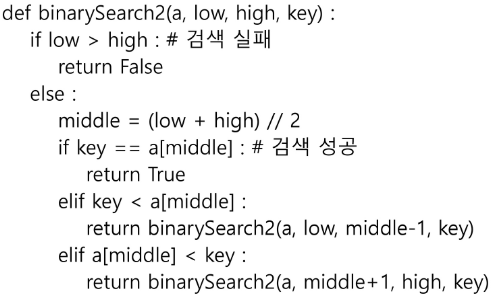 def binarySearch2(a, low, high, key) :
    if low > high : # 검색 실패
        return False
    else :
        middle = (low + high) // 2
        if key == a[middle] : # 검색 성공
            return True
        elif key < a[middle] :
            return binarySearch2(a, low, middle-1, key)
        elif a[middle] < key :
            return binarySearch2(a, middle+1, high, key)